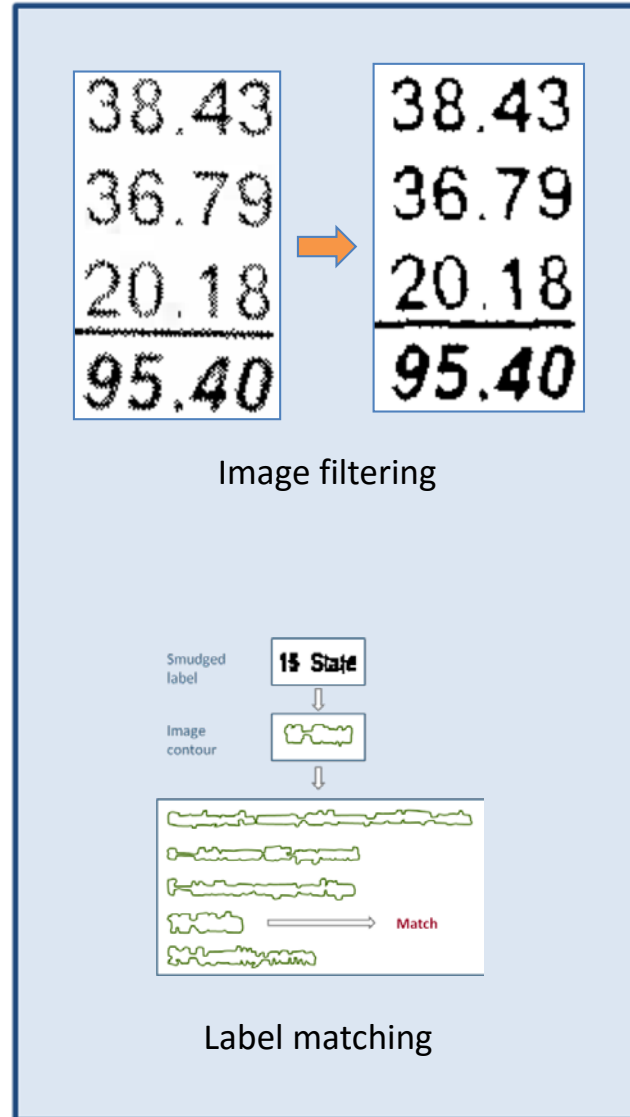 38.43 38.43
36.79 36.79
20.18 20.18
95.40 95.40
Image filtering
Smudged label
15 State
Image contour
Match
Label matching